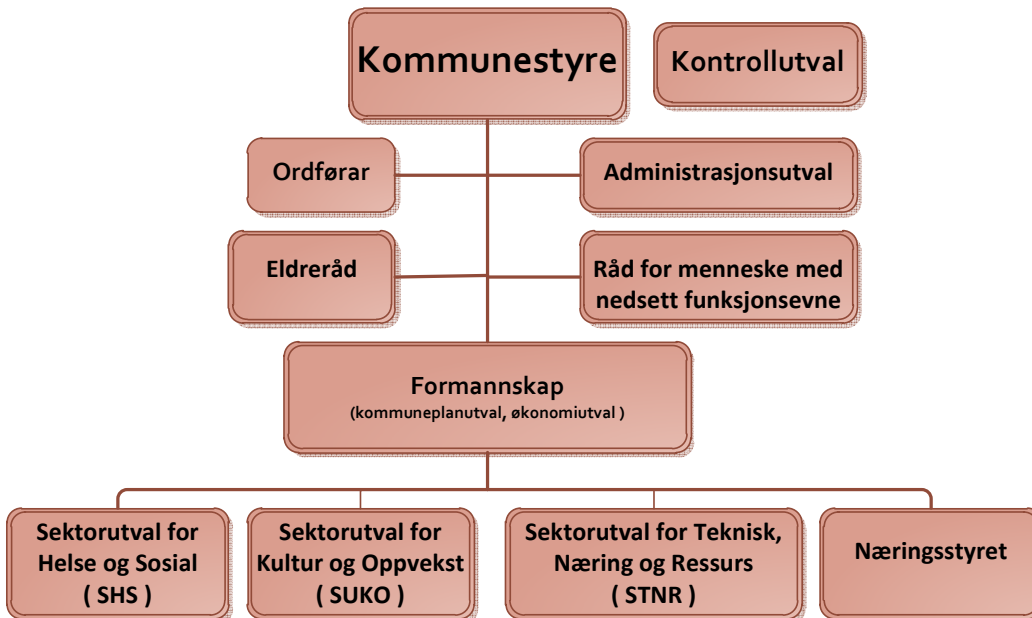 Kommunestyre
Kontrollutval
Ordførar
Administrasjonsutval
Eldreråd
Råd for menneske med
nedsett funksjonsevne
Formannskap
(kommuneplanutval, økonomiutval )
Sektorutval for
Helse og Sosial
( SHS )
Sektorutval for
Kultur og Oppvekst
( SUKO )
Sektorutval for Teknisk,
Næring og Ressurs
( STNR )
Næringsstyret